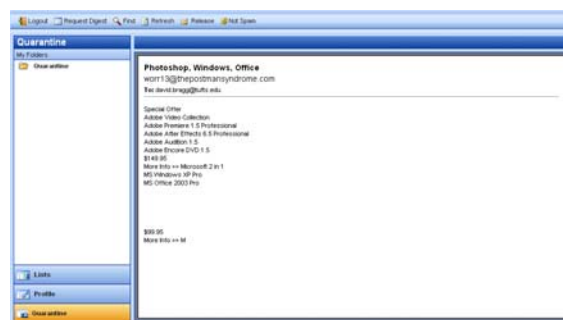 Logout Request Digest Find Refresh Release Not Spam
Quarantine
My Folders
Quarantine
Photoshop, Windows, Office
worr13@thepostmansyndrome.com
To: david.bragg@tufts.edu
Special Offer
Adobe Video Collection
Adobe Premiere 1.5 Professional
Adobe After Effects 6.5 Professional
Adobe Audition 1.5
Adobe Encore DVD 1.5
$149.95
More Info >> Microsoft 2 in 1
MS Windows XP Pro
MS Office 2003 Pro
$99.95
More Info >> M
Lists
Profile
Quarantine